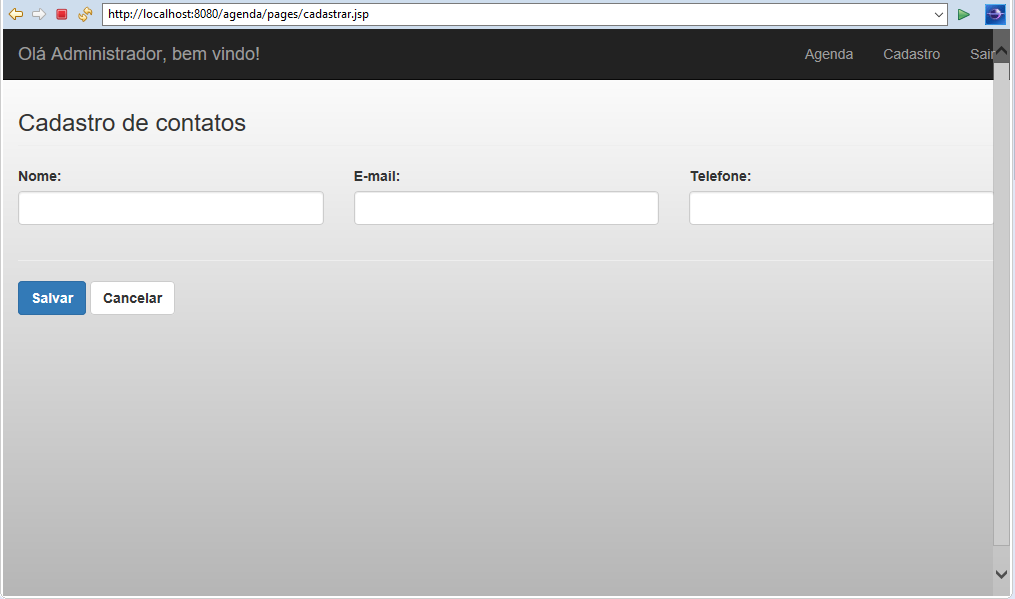 http://localhost:8080/agenda/pages/cadastrar.jsp
Olá Administrador, bem vindo! Agenda Cadastro Sair
Cadastro de contatos
Nome: E-mail: Telefone:
Salvar Cancelar